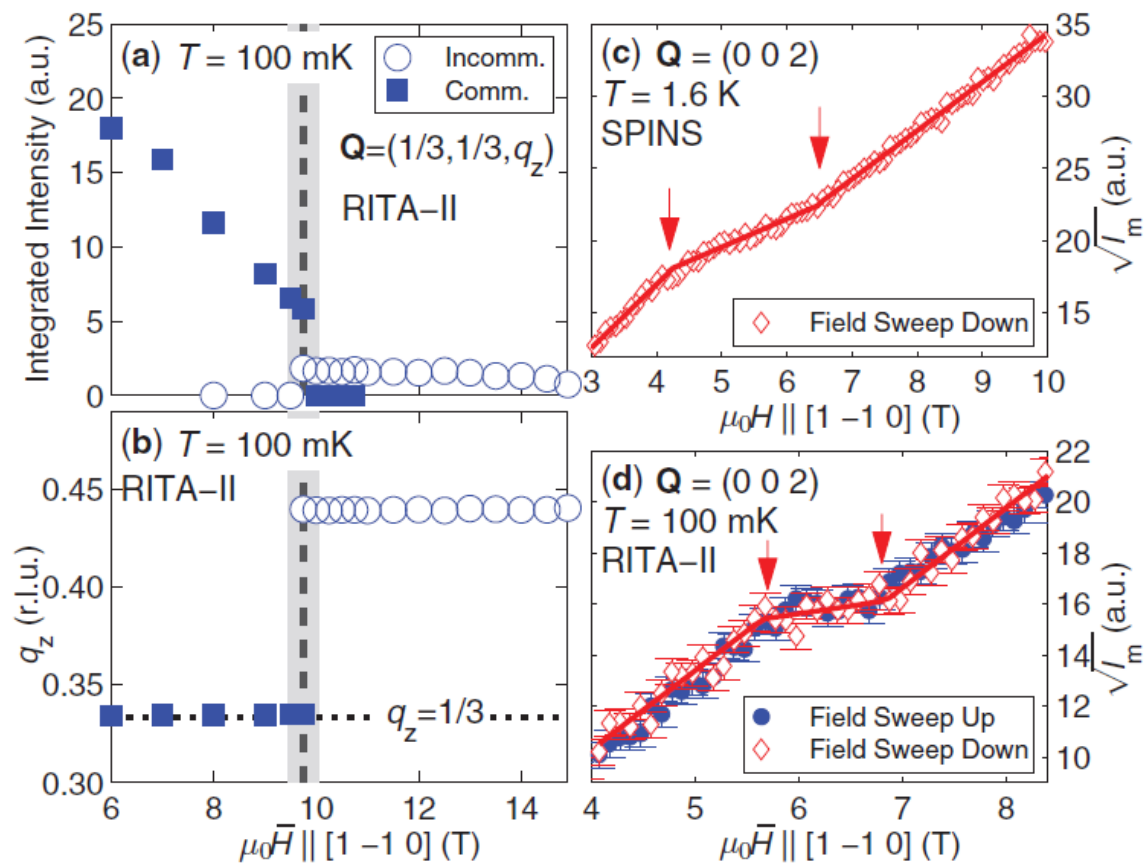 (a) T = 100 mK
Incomm.
Comm.
Q=(1/3,1/3,q_z)
RITA−II
Integrated Intensity (a.u.)
25
20
15
10
5
0
(b) T = 100 mK
RITA−II
q_z (r.l.u.)
0.45
0.40
0.35
0.30
q_z=1/3
6 8 10 12 14
μ₀H̅ || [1 −1 0] (T)
(c) Q = (0 0 2)
T = 1.6 K
SPINS
Field Sweep Down
35
30
25
20
15
√I_m (a.u.)
3 4 5 6 7 8 9 10
μ₀H || [1 −1 0] (T)
(d) Q = (0 0 2)
T = 100 mK
RITA−II
Field Sweep Up
Field Sweep Down
22
20
18
16
14
12
10
√I_m (a.u.)
4 5 6 7 8
μ₀H̅ || [1 −1 0] (T)